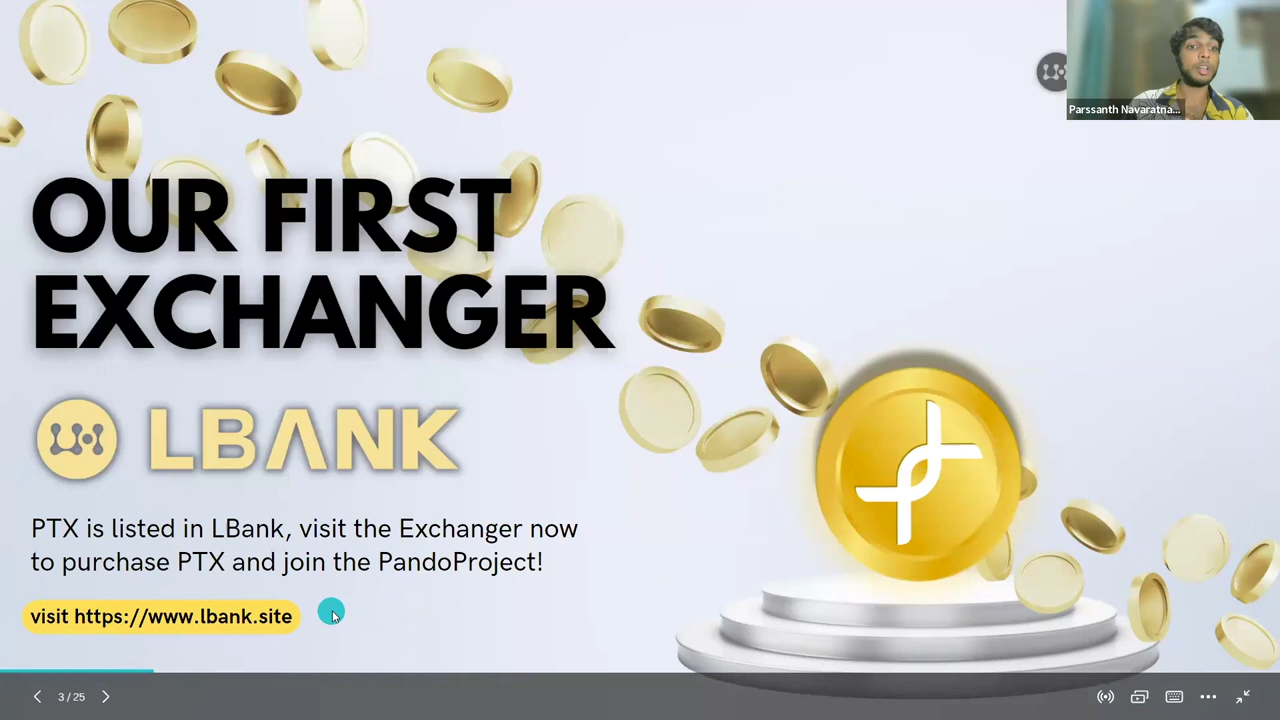 Parssanth Navaratna...
OUR FIRST
EXCHANGER
LBANK
PTX is listed in LBank, visit the Exchanger now
to purchase PTX and join the PandoProject!
visit https://www.lbank.site
3 / 25